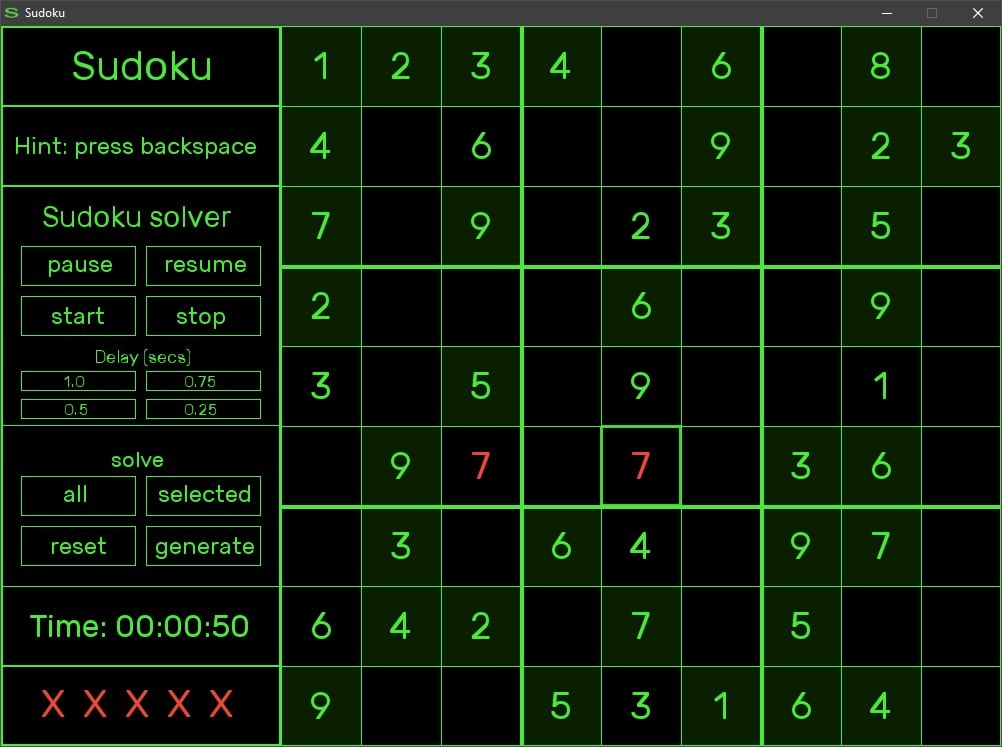 Sudoku
Sudoku
Hint: press backspace
Sudoku solver
pause resume
start stop
Delay (secs)
1.0 0.75
0.5 0.25
solve
all selected
reset generate
Time: 00:00:50
X X X X X
1 2 3 4 6 8
4 6 9 2 3
7 9 2 3 5
2 6 9
3 5 9 1
9 7 7 3 6
3 6 4 9 7
6 4 2 7 5
9 5 3 1 6 4